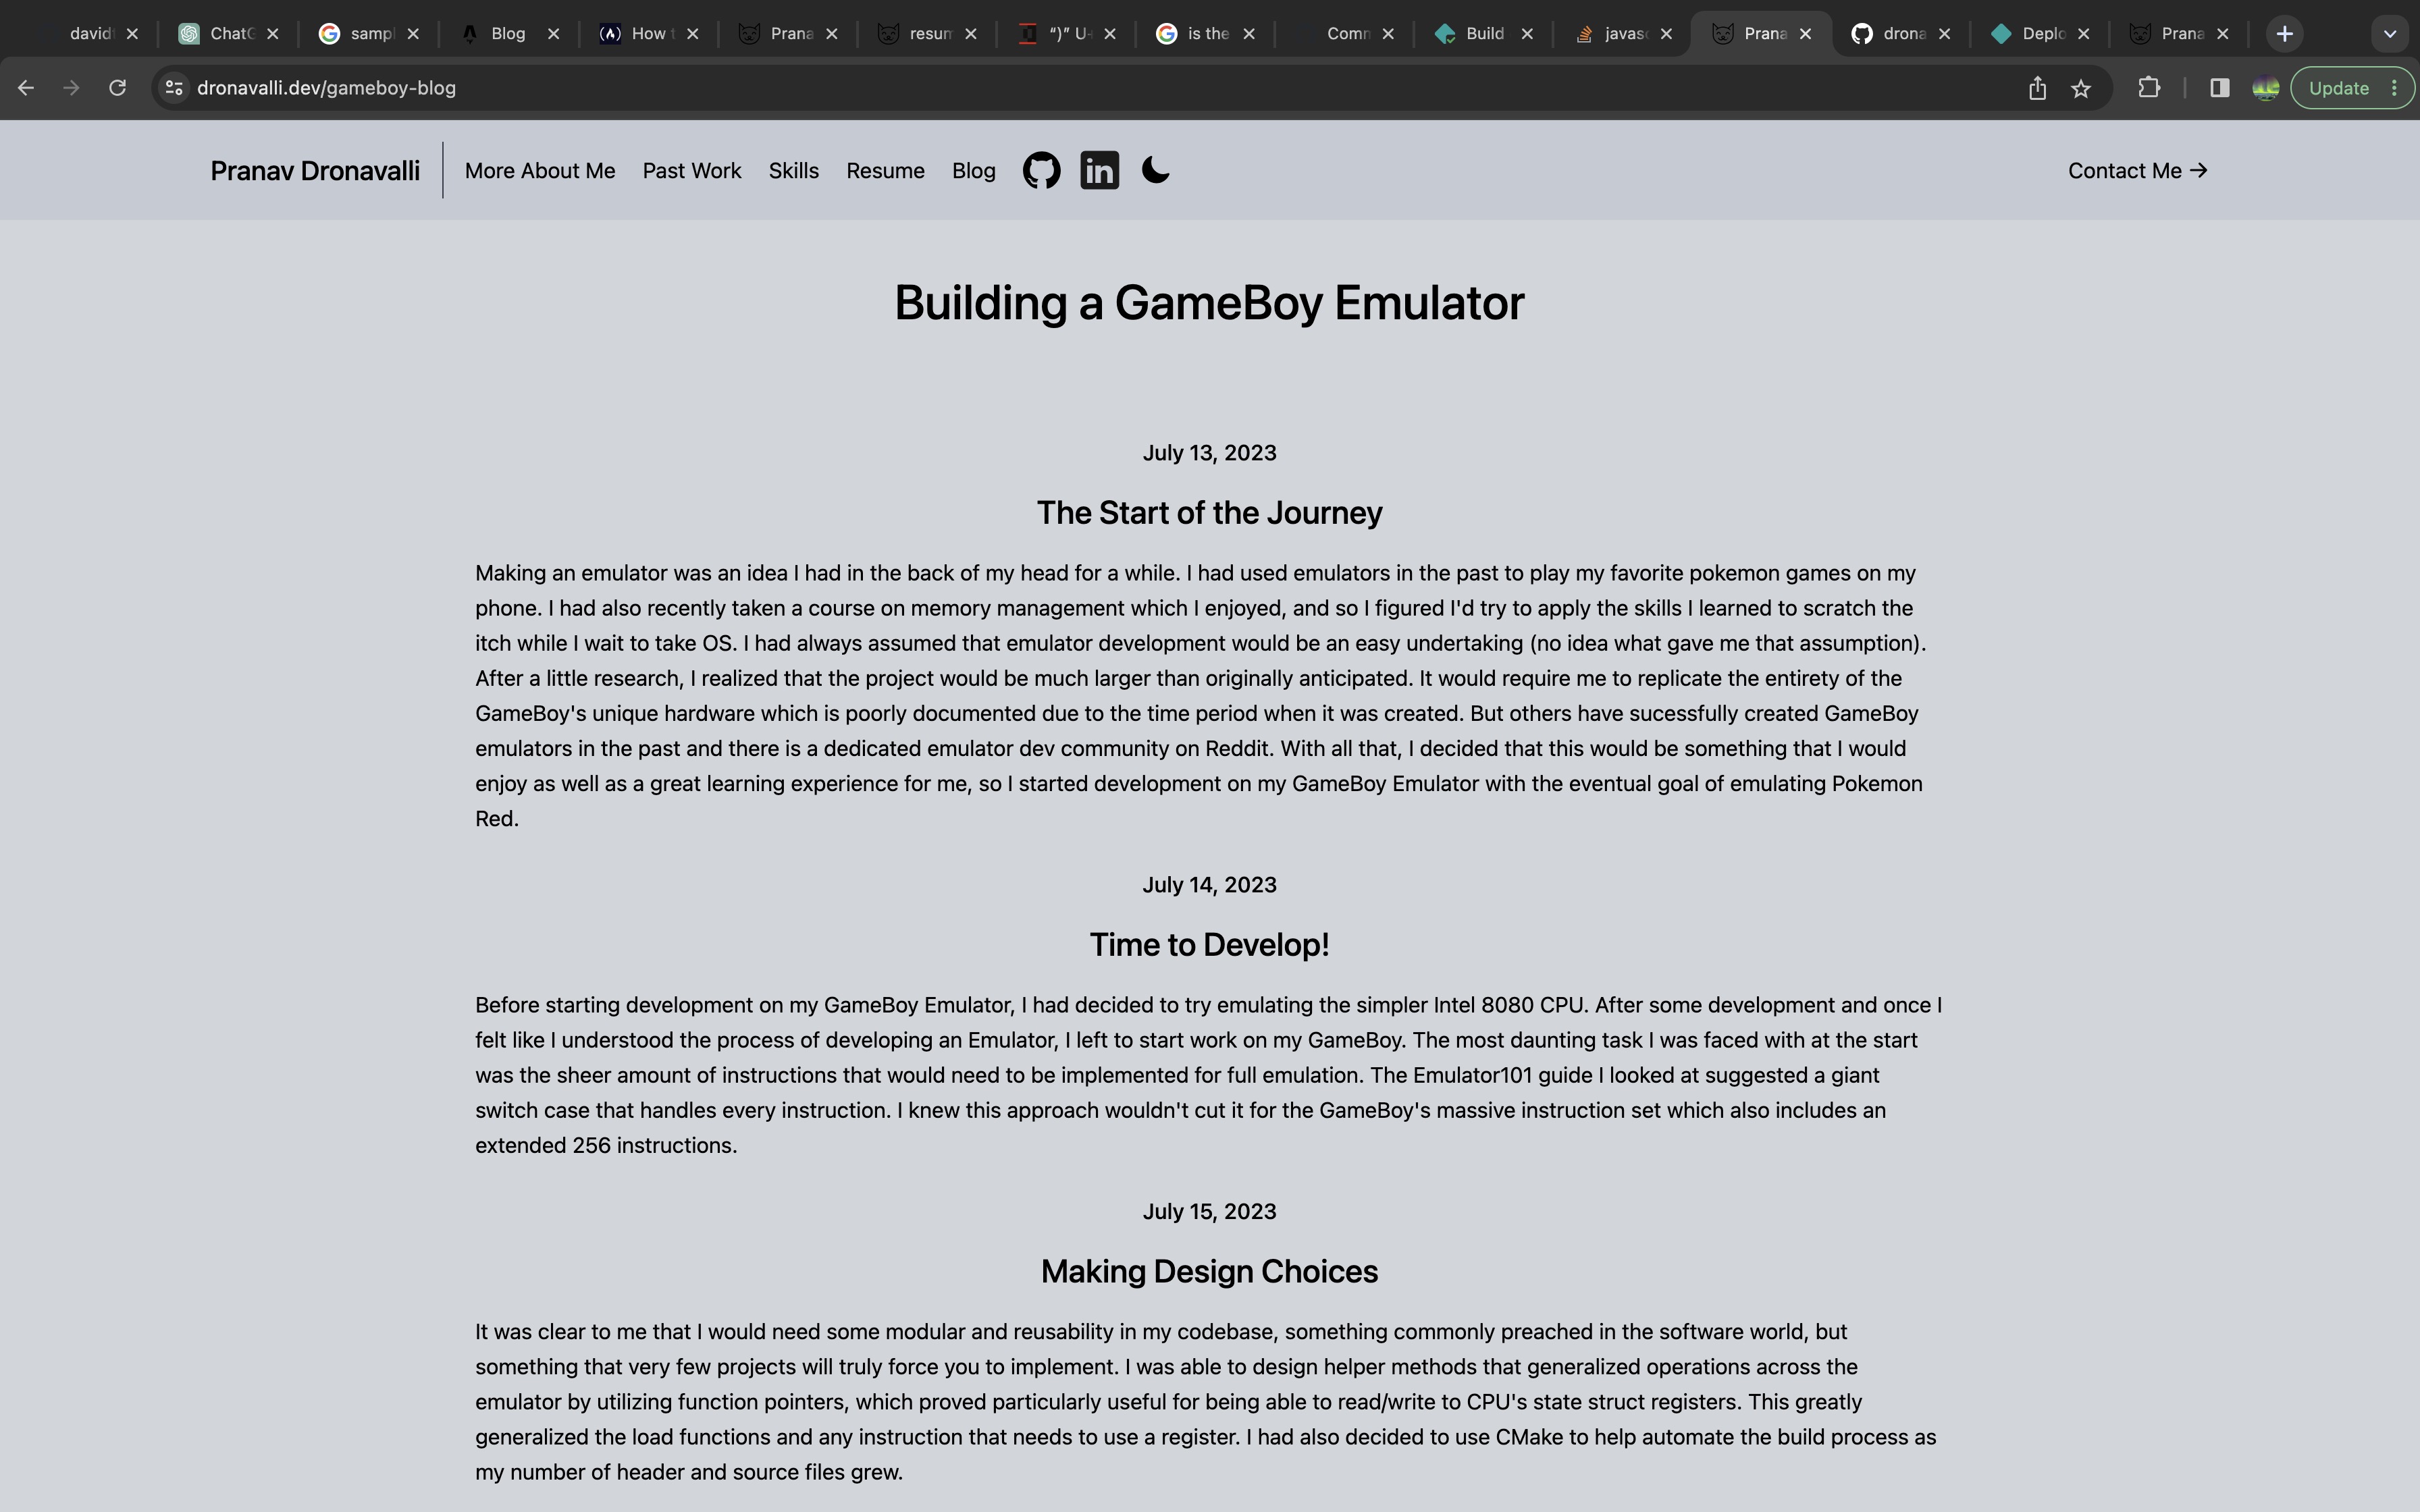 david
ChatG
sampl
Blog
How t
Prana
resum
“)” U+
is the
Comm
Build
javasc
Prana
drona
Deplo
Prana
dronavalli.dev/gameboy-blog
Update
Pranav Dronavalli
More About Me
Past Work
Skills
Resume
Blog
Contact Me →
Building a GameBoy Emulator
July 13, 2023
The Start of the Journey
Making an emulator was an idea I had in the back of my head for a while. I had used emulators in the past to play my favorite pokemon games on my
phone. I had also recently taken a course on memory management which I enjoyed, and so I figured I'd try to apply the skills I learned to scratch the
itch while I wait to take OS. I had always assumed that emulator development would be an easy undertaking (no idea what gave me that assumption).
After a little research, I realized that the project would be much larger than originally anticipated. It would require me to replicate the entirety of the
GameBoy's unique hardware which is poorly documented due to the time period when it was created. But others have sucessfully created GameBoy
emulators in the past and there is a dedicated emulator dev community on Reddit. With all that, I decided that this would be something that I would
enjoy as well as a great learning experience for me, so I started development on my GameBoy Emulator with the eventual goal of emulating Pokemon
Red.
July 14, 2023
Time to Develop!
Before starting development on my GameBoy Emulator, I had decided to try emulating the simpler Intel 8080 CPU. After some development and once I
felt like I understood the process of developing an Emulator, I left to start work on my GameBoy. The most daunting task I was faced with at the start
was the sheer amount of instructions that would need to be implemented for full emulation. The Emulator101 guide I looked at suggested a giant
switch case that handles every instruction. I knew this approach wouldn't cut it for the GameBoy's massive instruction set which also includes an
extended 256 instructions.
July 15, 2023
Making Design Choices
It was clear to me that I would need some modular and reusability in my codebase, something commonly preached in the software world, but
something that very few projects will truly force you to implement. I was able to design helper methods that generalized operations across the
emulator by utilizing function pointers, which proved particularly useful for being able to read/write to CPU's state struct registers. This greatly
generalized the load functions and any instruction that needs to use a register. I had also decided to use CMake to help automate the build process as
my number of header and source files grew.